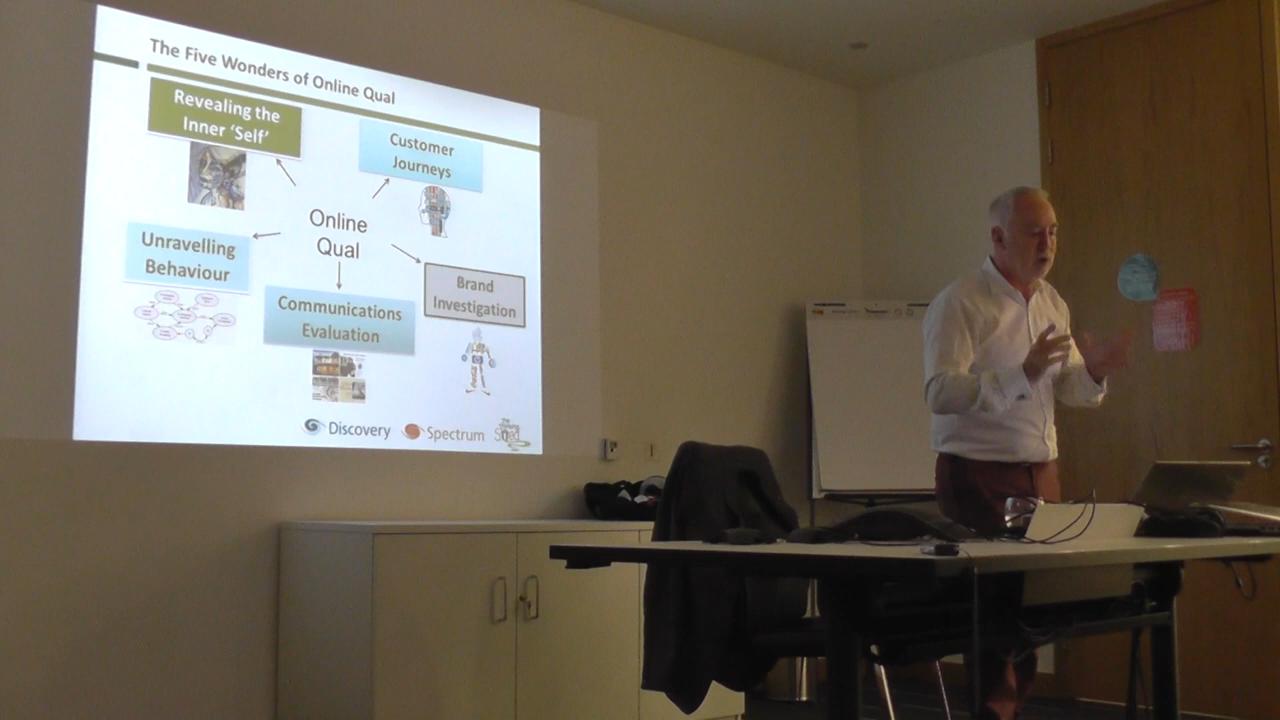 The Five Wonders of Online Qual
Revealing the
Inner 'Self'
Customer
Journeys
Online
Qual
Unravelling
Behaviour
Brand
Investigation
Communications
Evaluation
Discovery
Spectrum